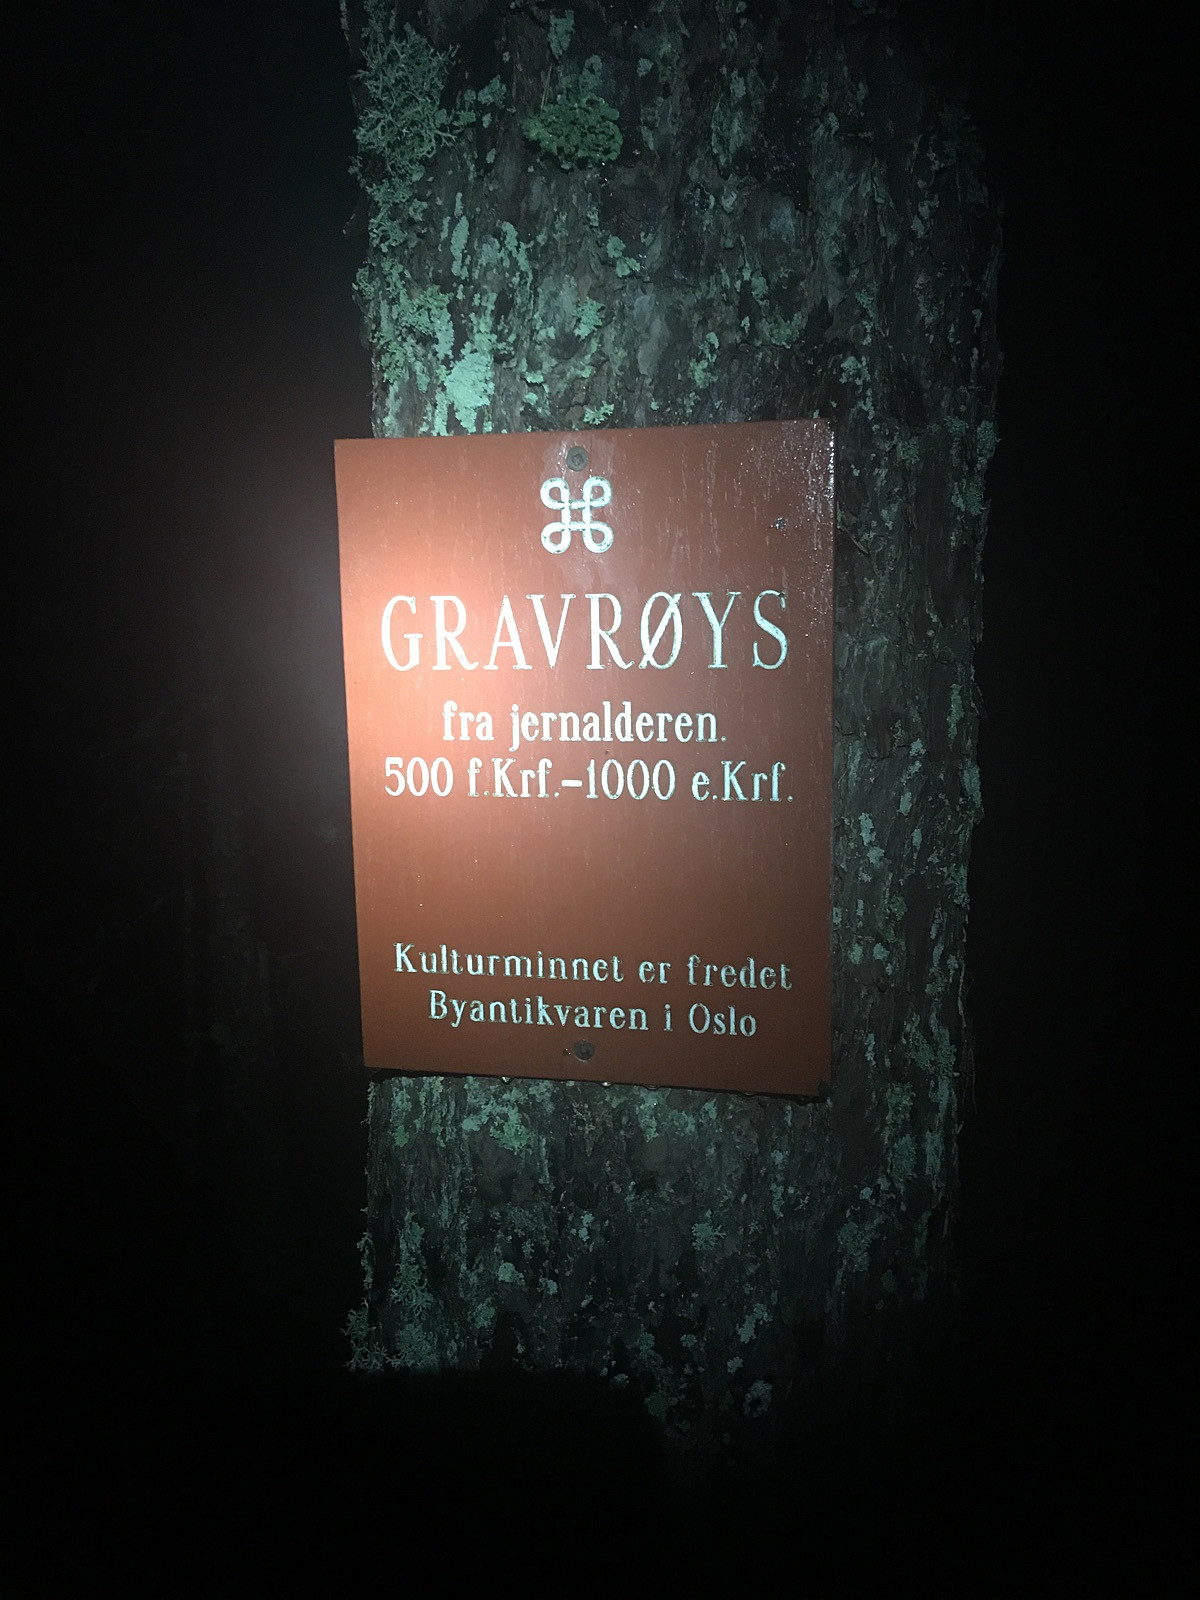 GRAVRØYS
fra jernalderen.
500 f.Krf.-1000 e.Krf.
Kulturminnet er fredet
Byantikvaren i Oslo